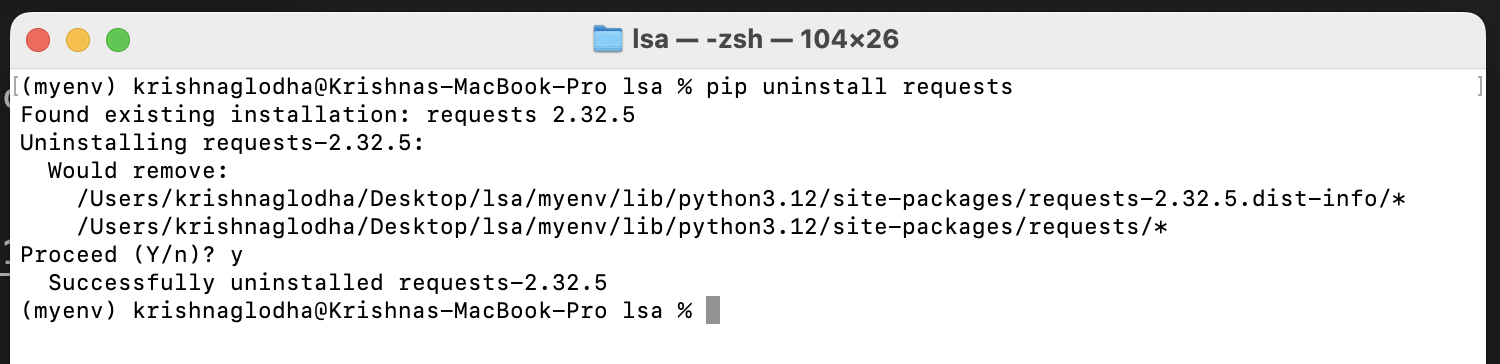 lsa — -zsh — 104×26
[(myenv) krishnaglodha@Krishnas-MacBook-Pro lsa % pip uninstall requests ]
Found existing installation: requests 2.32.5
Uninstalling requests-2.32.5:
  Would remove:
    /Users/krishnaglodha/Desktop/lsa/myenv/lib/python3.12/site-packages/requests-2.32.5.dist-info/*
    /Users/krishnaglodha/Desktop/lsa/myenv/lib/python3.12/site-packages/requests/*
Proceed (Y/n)? y
  Successfully uninstalled requests-2.32.5
(myenv) krishnaglodha@Krishnas-MacBook-Pro lsa %